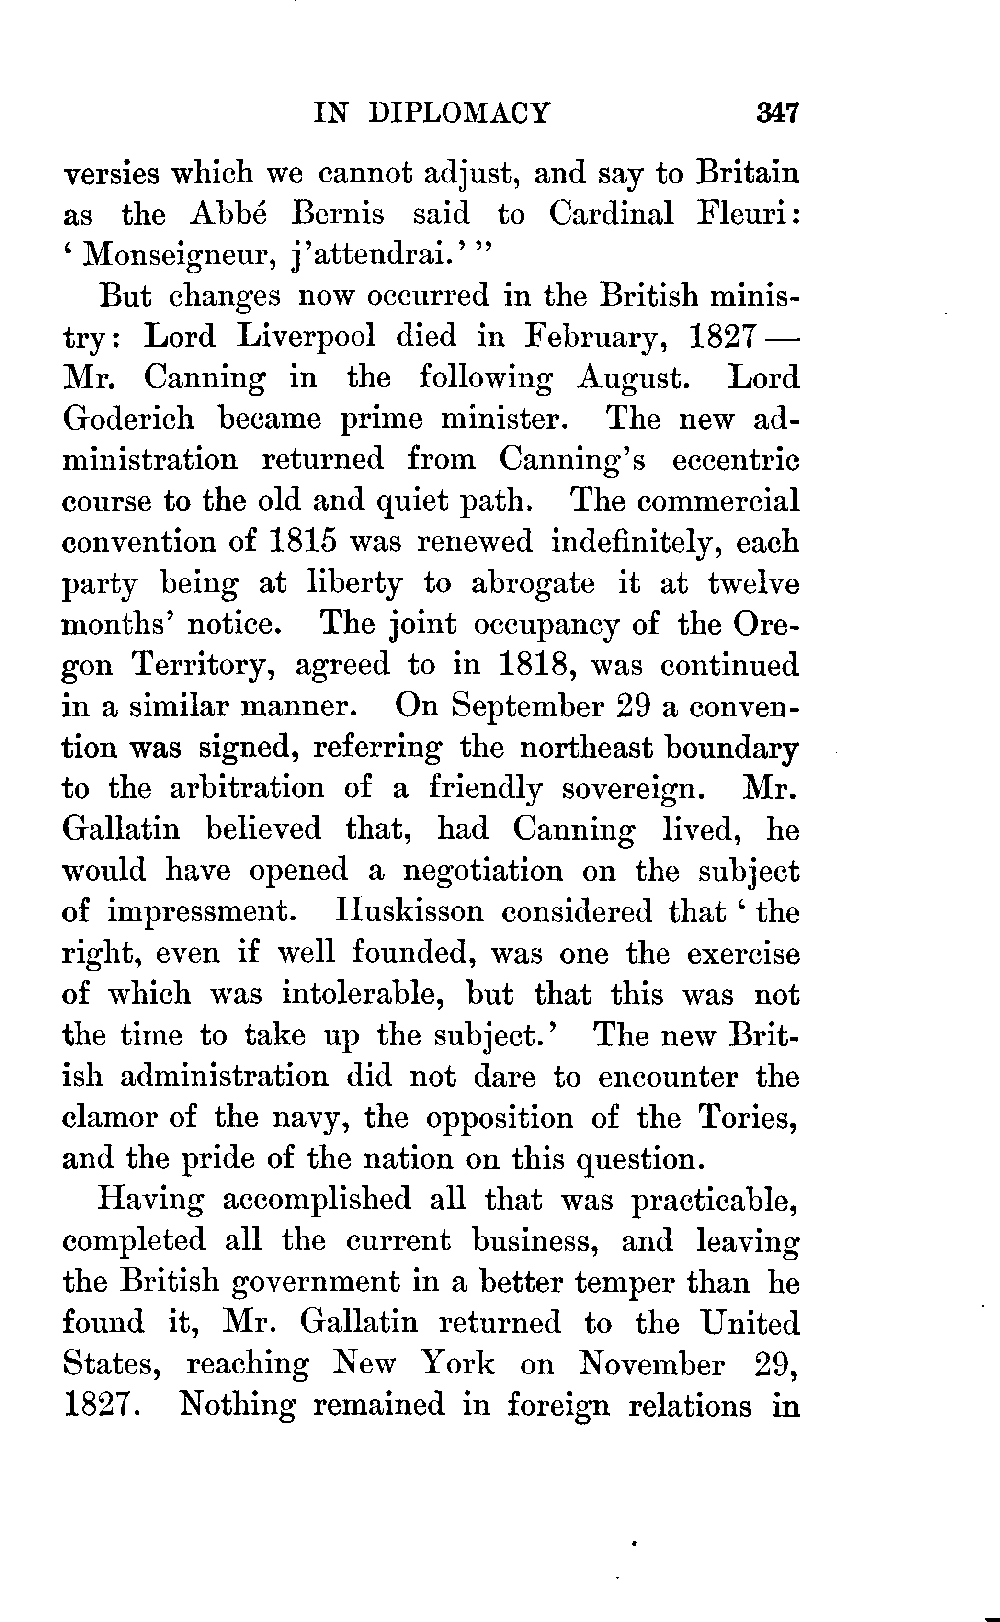 IN DIPLOMACY 347
versies which we cannot adjust, and say to Britain
as the Abbé Bernis said to Cardinal Fleuri:
‘ Monseigneur, j’attendrai.’ ”
But changes now occurred in the British minis-
try: Lord Liverpool died in February, 1827 —
Mr. Canning in the following August. Lord
Goderich became prime minister. The new ad-
ministration returned from Canning’s eccentric
course to the old and quiet path. The commercial
convention of 1815 was renewed indefinitely, each
party being at liberty to abrogate it at twelve
months’ notice. The joint occupancy of the Ore-
gon Territory, agreed to in 1818, was continued
in a similar manner. On September 29 a conven-
tion was signed, referring the northeast boundary
to the arbitration of a friendly sovereign. Mr.
Gallatin believed that, had Canning lived, he
would have opened a negotiation on the subject
of impressment. Huskisson considered that ‘ the
right, even if well founded, was one the exercise
of which was intolerable, but that this was not
the time to take up the subject.’ The new Brit-
ish administration did not dare to encounter the
clamor of the navy, the opposition of the Tories,
and the pride of the nation on this question.
Having accomplished all that was practicable,
completed all the current business, and leaving
the British government in a better temper than he
found it, Mr. Gallatin returned to the United
States, reaching New York on November 29,
1827. Nothing remained in foreign relations in